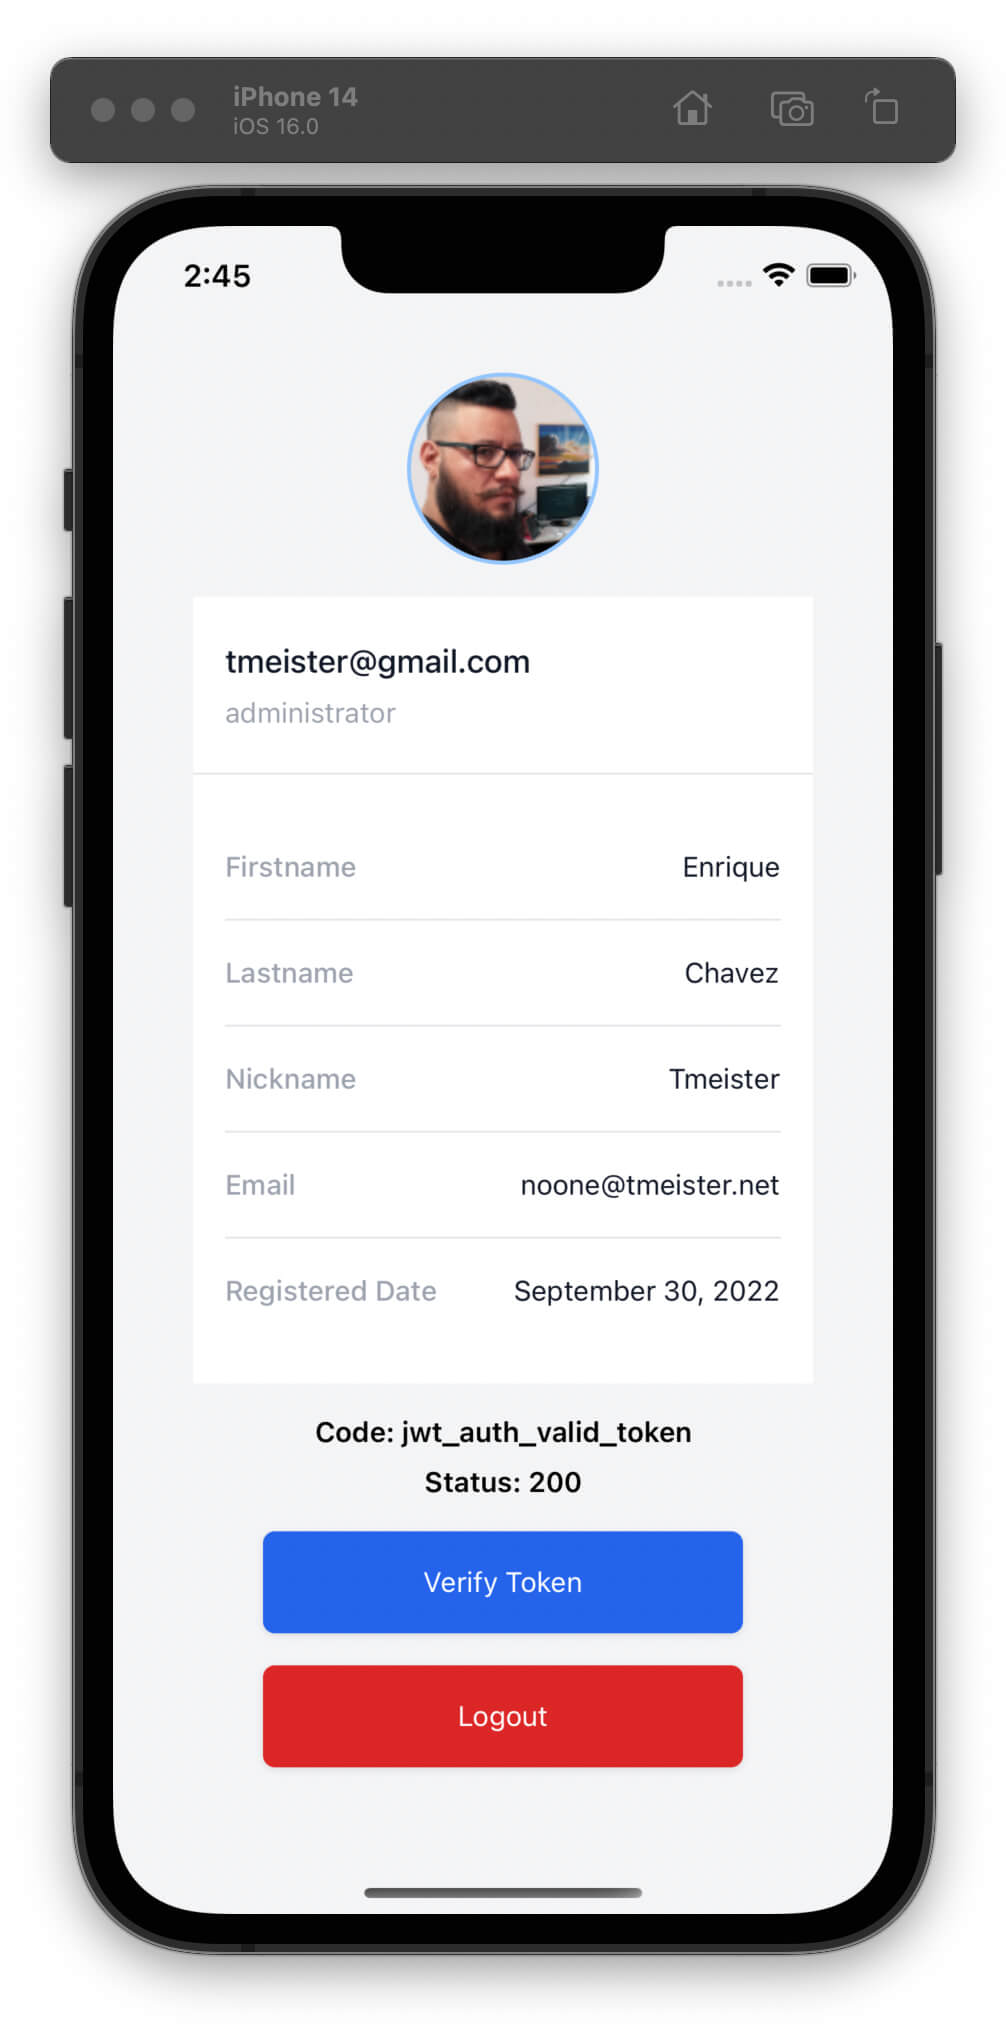 iPhone 14
iOS 16.0
2:45
tmeister@gmail.com
administrator
Firstname Enrique
Lastname Chavez
Nickname Tmeister
Email noone@tmeister.net
Registered Date September 30, 2022
Code: jwt_auth_valid_token
Status: 200
Verify Token
Logout